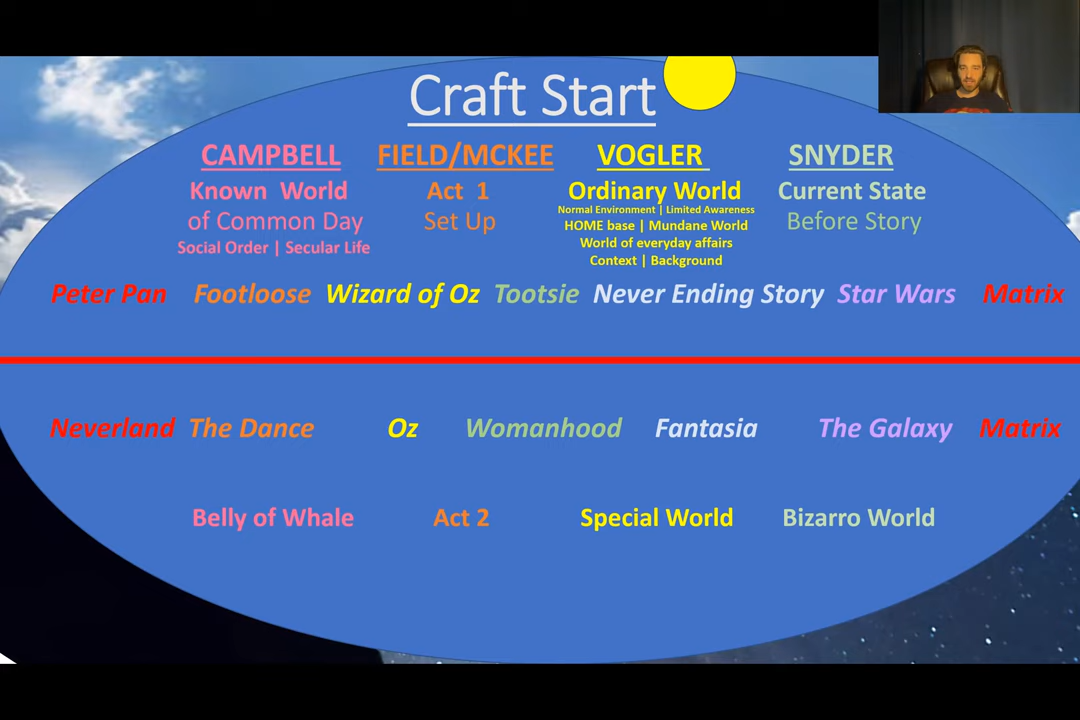 Craft Start
CAMPBELL FIELD/MCKEE VOGLER SNYDER
Known World Act 1 Ordinary World Current State
of Common Day Set Up Normal Environment | Limited Awareness Before Story
Social Order | Secular Life HOME base | Mundane World
World of everyday affairs
Context | Background
Peter Pan Footloose Wizard of Oz Tootsie Never Ending Story Star Wars Matrix
Neverland The Dance Oz Womanhood Fantasia The Galaxy Matrix
Belly of Whale Act 2 Special World Bizarro World